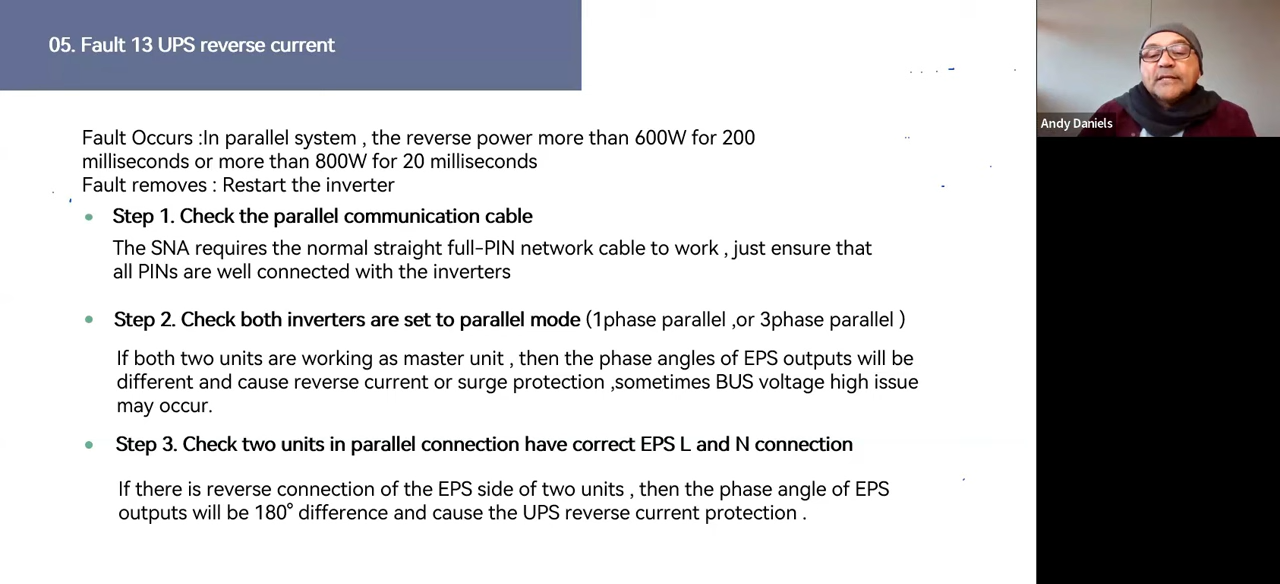 05. Fault 13 UPS reverse current
Andy Daniels
Fault Occurs :In parallel system , the reverse power more than 600W for 200
milliseconds or more than 800W for 20 milliseconds
Fault removes : Restart the inverter
Step 1. Check the parallel communication cable
The SNA requires the normal straight full-PIN network cable to work , just ensure that
all PINs are well connected with the inverters
Step 2. Check both inverters are set to parallel mode (1phase parallel ,or 3phase parallel )
If both two units are working as master unit , then the phase angles of EPS outputs will be
different and cause reverse current or surge protection ,sometimes BUS voltage high issue
may occur.
Step 3. Check two units in parallel connection have correct EPS L and N connection
If there is reverse connection of the EPS side of two units , then the phase angle of EPS
outputs will be 180° difference and cause the UPS reverse current protection .